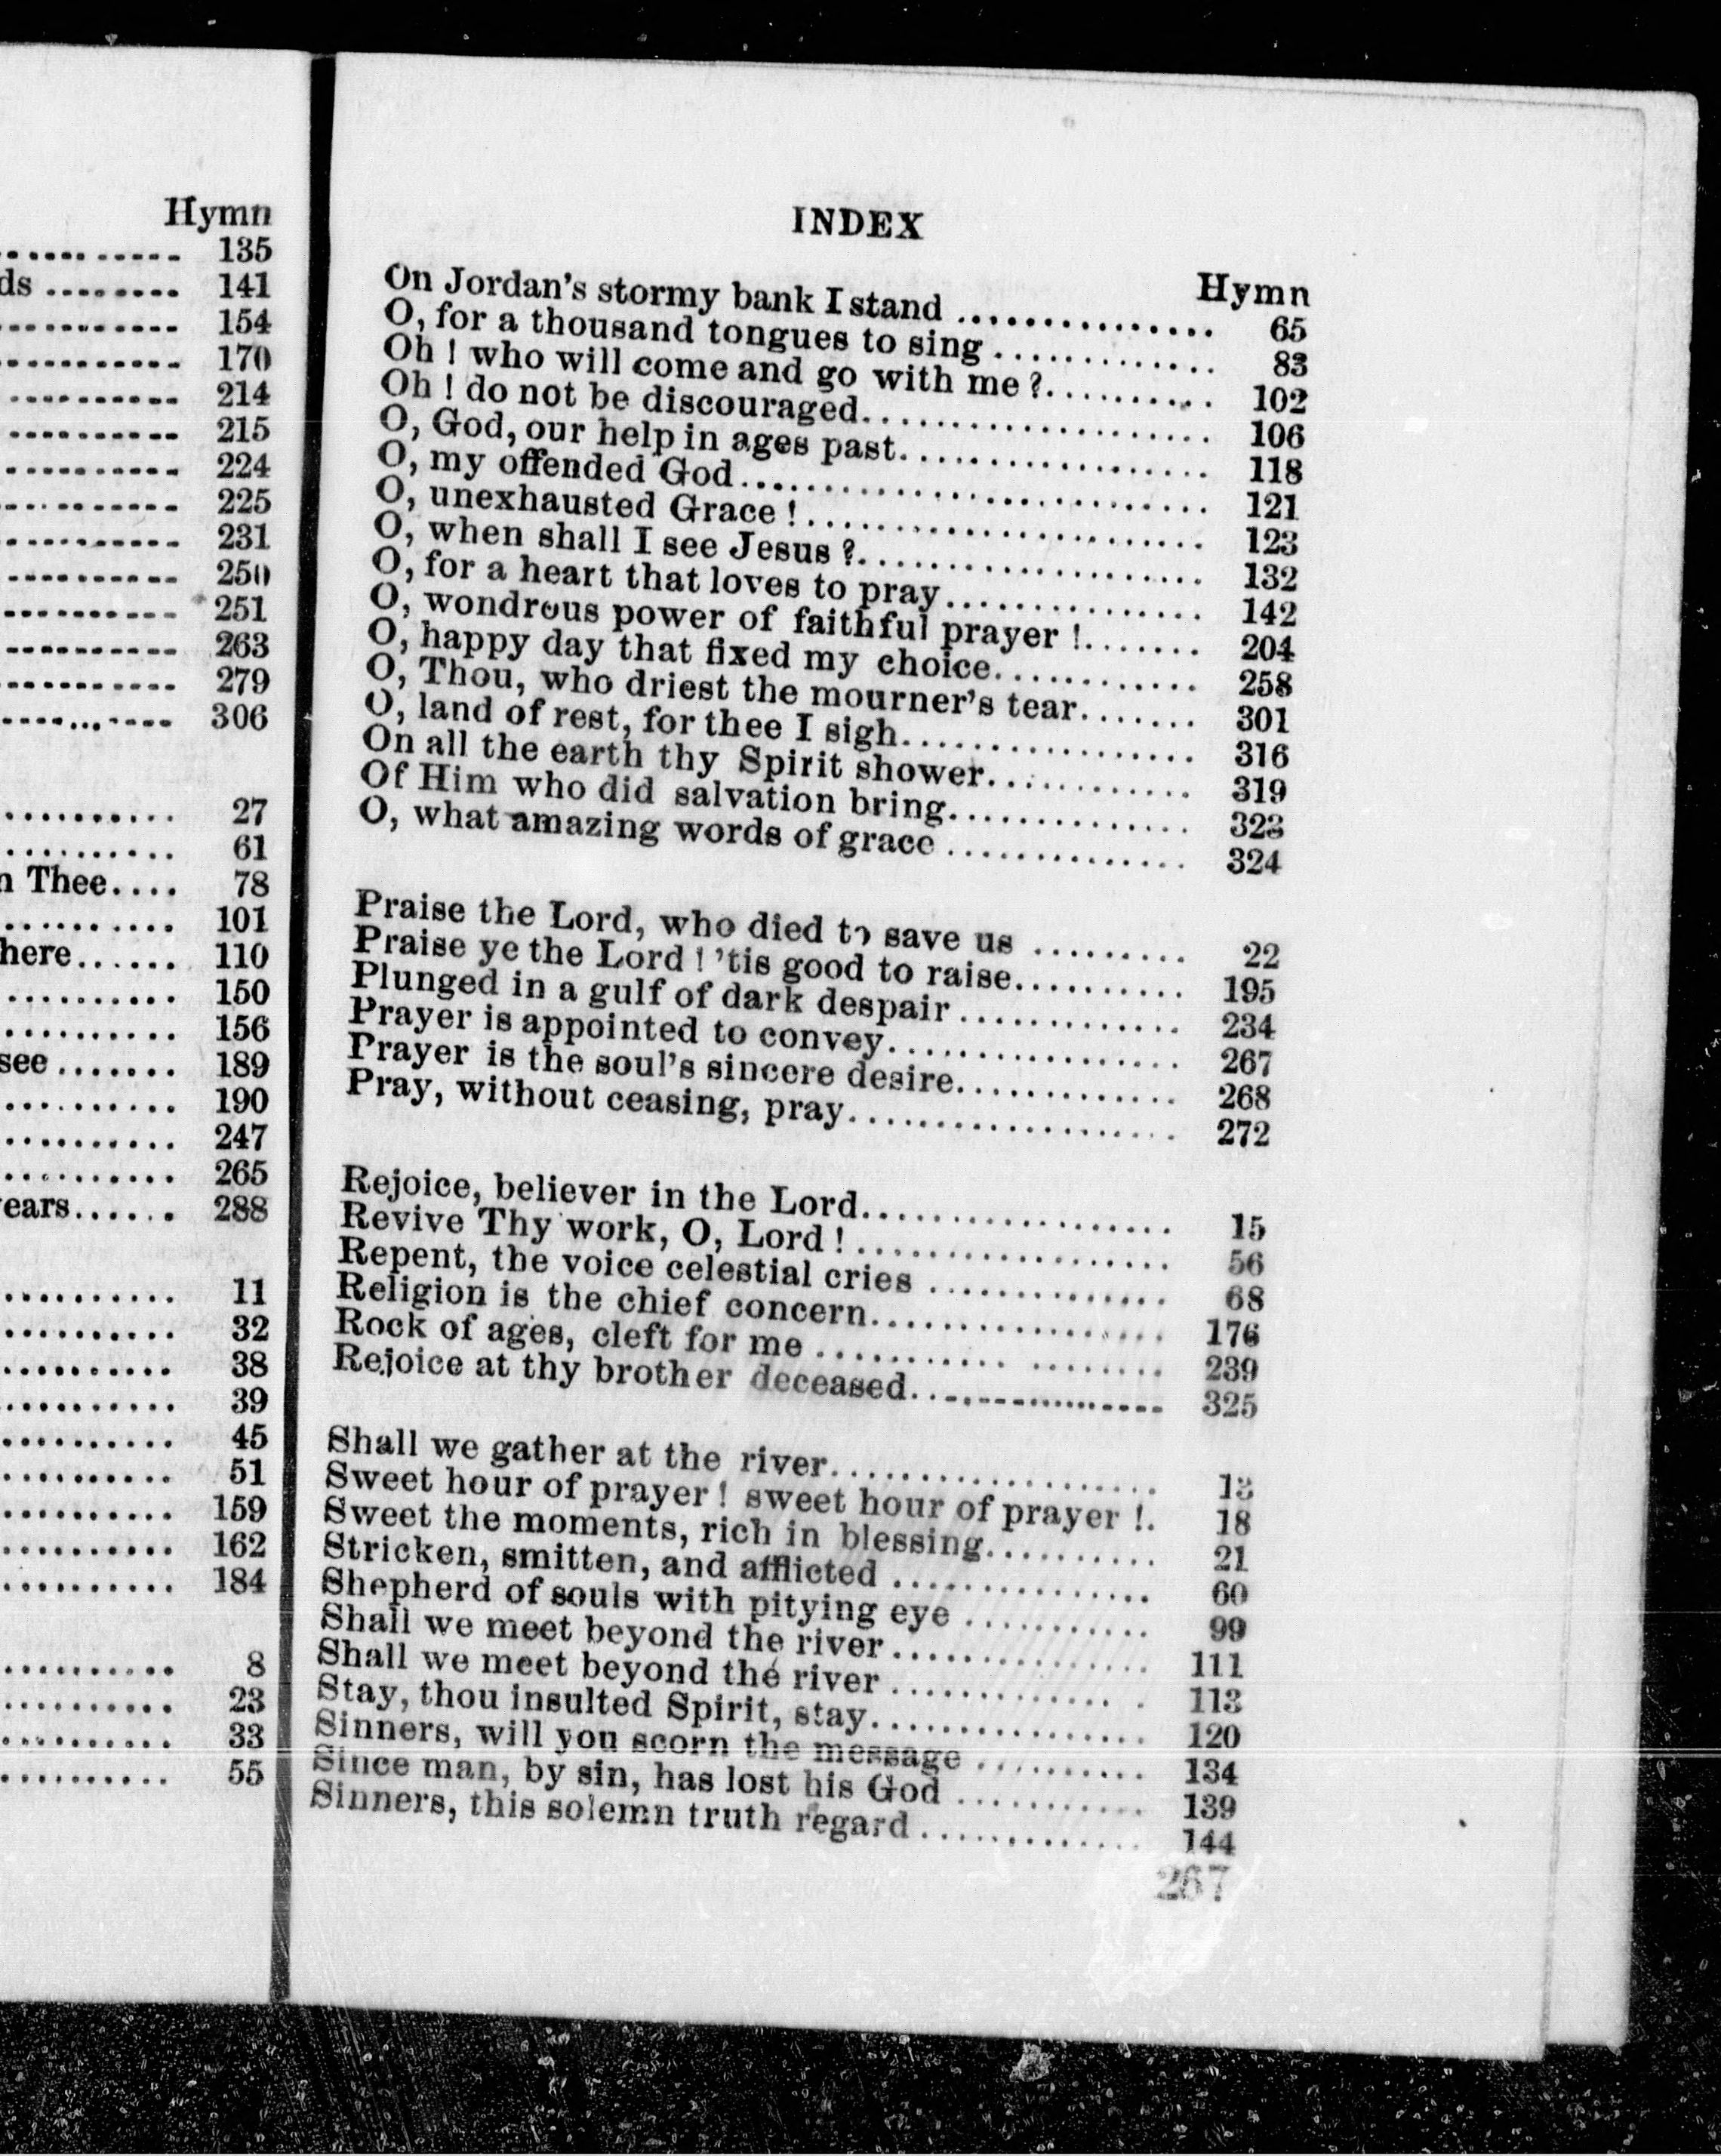 Hymn
.......... 135
ds ........ 141
........... 154
........... 170
.......... 214
.......... 215
.......... 224
........... 225
.......... 231
.......... 250
........... 251
.......... 263
........... 279
........... 306
.......... 27
.......... 61
n Thee.... 78
.......... 101
here...... 110
.......... 150
.......... 156
see ....... 189
.......... 190
.......... 247
.......... 265
ears...... 288
.......... 11
.......... 32
.......... 38
.......... 39
.......... 45
.......... 51
.......... 159
.......... 162
.......... 184
.......... 8
.......... 23
.......... 33
.......... 55
INDEX
Hymn
On Jordan's stormy bank I stand ............... 65
O, for a thousand tongues to sing ............. 83
Oh ! who will come and go with me ?.......... 102
Oh ! do not be discouraged.................... 106
O, God, our help in ages past.................. 118
O, my offended God........................... 121
O, unexhausted Grace !....................... 123
O, when shall I see Jesus ?.................... 132
O, for a heart that loves to pray............... 142
O, wondrous power of faithful prayer !....... 204
O, happy day that fixed my choice............ 258
O, Thou, who driest the mourner's tear....... 301
O, land of rest, for thee I sigh................. 316
On all the earth thy Spirit shower............ 319
Of Him who did salvation bring.............. 323
O, what amazing words of grace .............. 324
Praise the Lord, who died to save us ......... 22
Praise ye the Lord ! 'tis good to raise.......... 195
Plunged in a gulf of dark despair ............. 234
Prayer is appointed to convey................. 267
Prayer is the soul's sincere desire............. 268
Pray, without ceasing, pray................... 272
Rejoice, believer in the Lord.................. 15
Revive Thy work, O, Lord ! .................. 56
Repent, the voice celestial cries .............. 68
Religion is the chief concern................. 176
Rock of ages, cleft for me ........... ........ 239
Rejoice at thy brother deceased................ 325
Shall we gather at the river................... 13
Sweet hour of prayer ! sweet hour of prayer !. 18
Sweet the moments, rich in blessing.......... 21
Stricken, smitten, and afflicted ............... 60
Shepherd of souls with pitying eye ........... 99
Shall we meet beyond the river ............... 111
Shall we meet beyond the river ............. . 113
Stay, thou insulted Spirit, stay................ 120
Sinners, will you scorn the message .......... 134
Since man, by sin, has lost his God ........... 139
Sinners, this solemn truth regard ............. 144
267